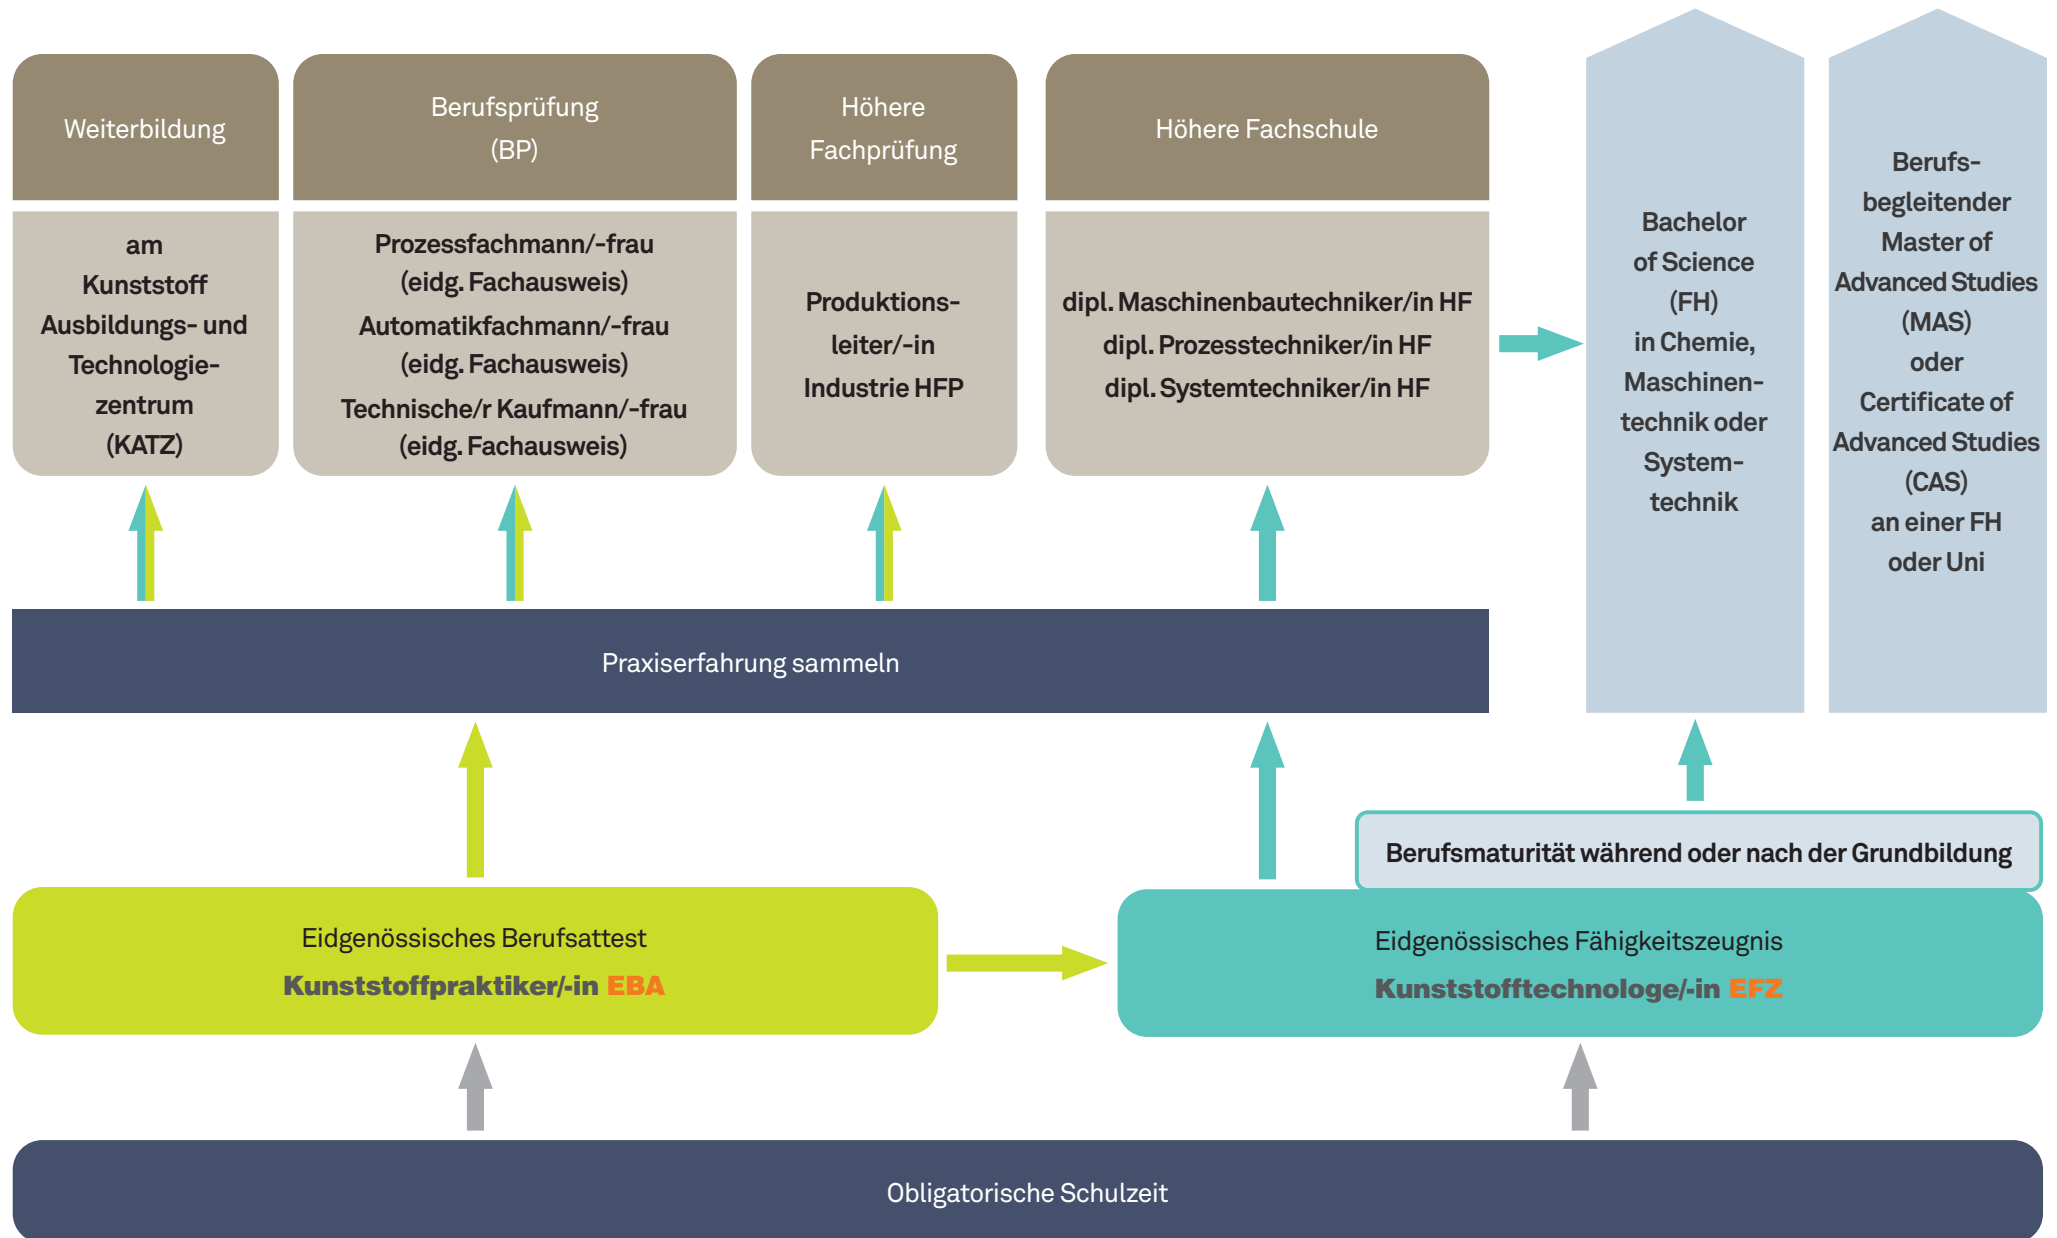 Weiterbildung
am
Kunststoff
Ausbildungs- und
Technologie-
zentrum
(KATZ)
Berufsprüfung
(BP)
Prozessfachmann/-frau
(eidg. Fachausweis)
Automatikfachmann/-frau
(eidg. Fachausweis)
Technische/r Kaufmann/-frau
(eidg. Fachausweis)
Höhere
Fachprüfung
Produktions-
leiter/-in
Industrie HFP
Höhere Fachschule
dipl. Maschinenbautechniker/in HF
dipl. Prozesstechniker/in HF
dipl. Systemtechniker/in HF
Bachelor
of Science
(FH)
in Chemie,
Maschinen-
technik oder
System-
technik
Berufs-
begleitender
Master of
Advanced Studies
(MAS)
oder
Certificate of
Advanced Studies
(CAS)
an einer FH
oder Uni
Praxiserfahrung sammeln
Berufsmaturität während oder nach der Grundbildung
Eidgenössisches Berufsattest
Kunststoffpraktiker/-in EBA
Eidgenössisches Fähigkeitszeugnis
Kunststofftechnologe/-in EFZ
Obligatorische Schulzeit